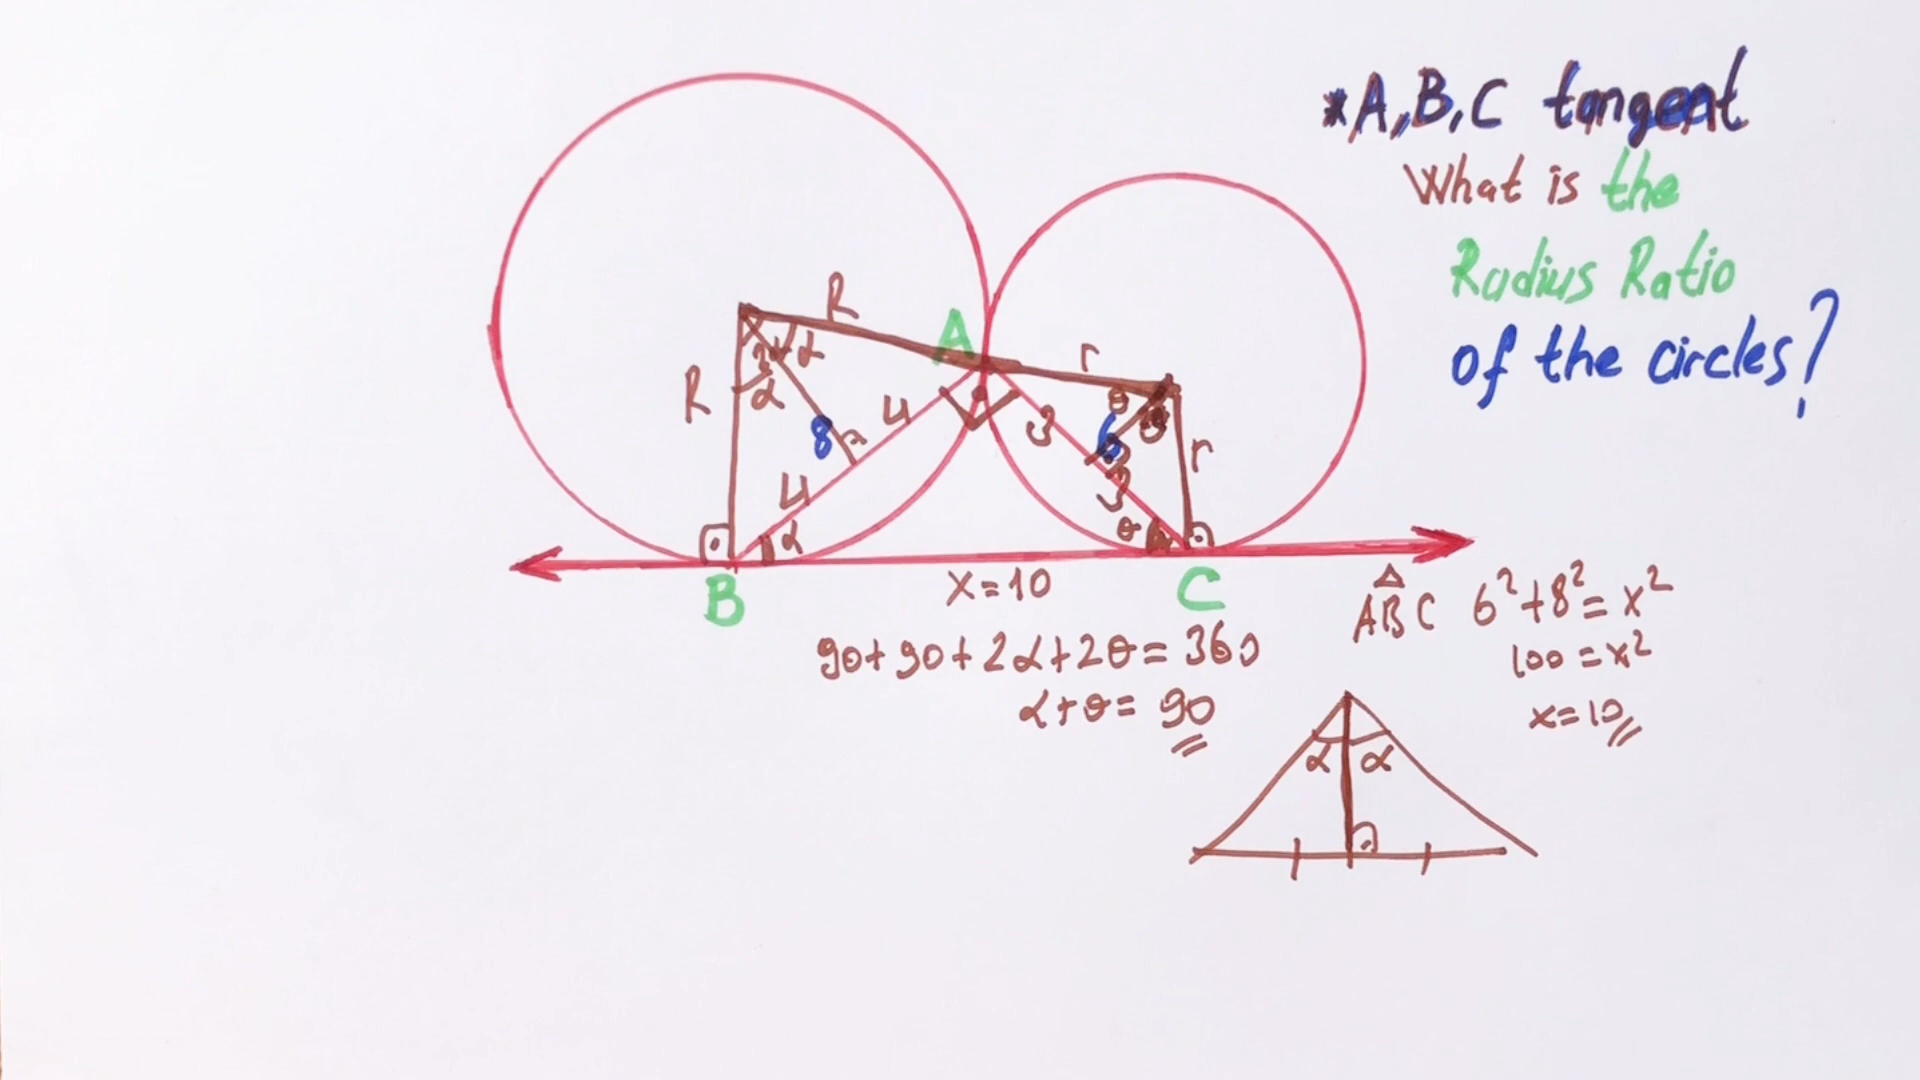 *A,B,C tangent
What is the
Radius Ratio
of the circles?
R
A
r
R
α
α
4
8
3
θ
θ
6
r
4
3
α
θ
B
x=10
C
90+90+2α+2θ=360
α+θ=90
ABC 6²+8²=x²
100=x²
x=10
α α